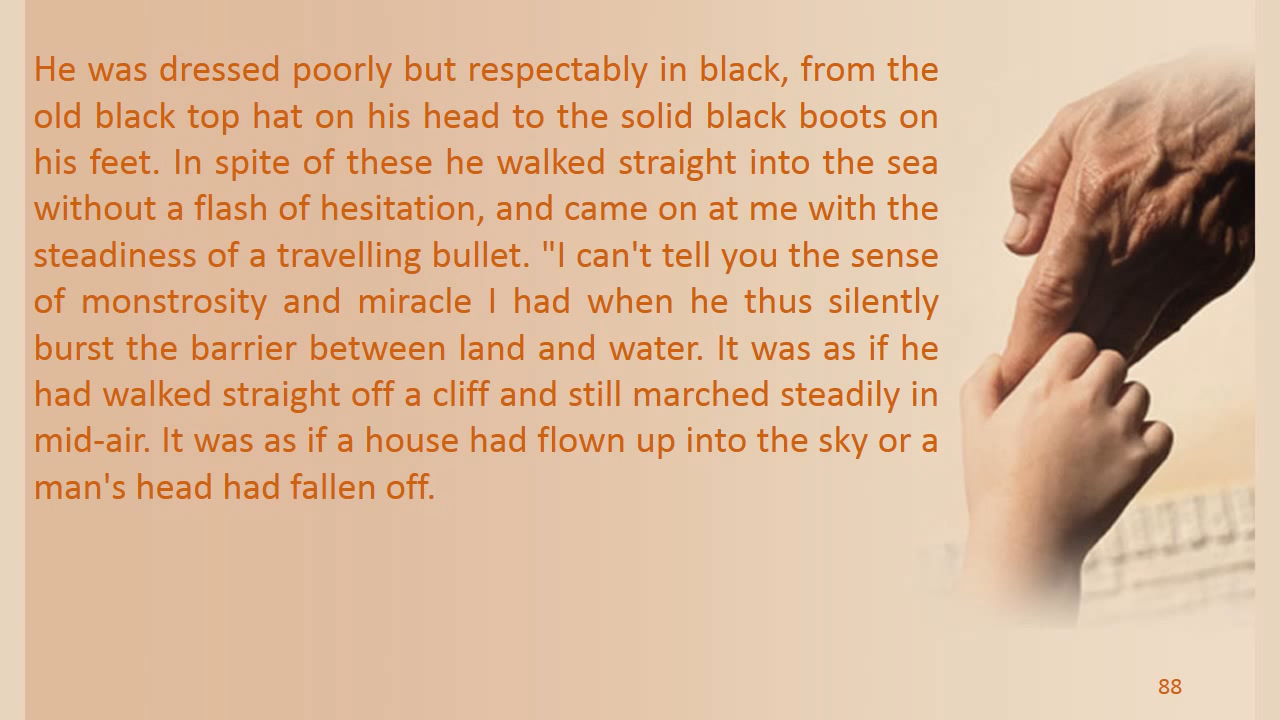 He was dressed poorly but respectably in black, from the
old black top hat on his head to the solid black boots on
his feet. In spite of these he walked straight into the sea
without a flash of hesitation, and came on at me with the
steadiness of a travelling bullet. "I can't tell you the sense
of monstrosity and miracle I had when he thus silently
burst the barrier between land and water. It was as if he
had walked straight off a cliff and still marched steadily in
mid-air. It was as if a house had flown up into the sky or a
man's head had fallen off.
88